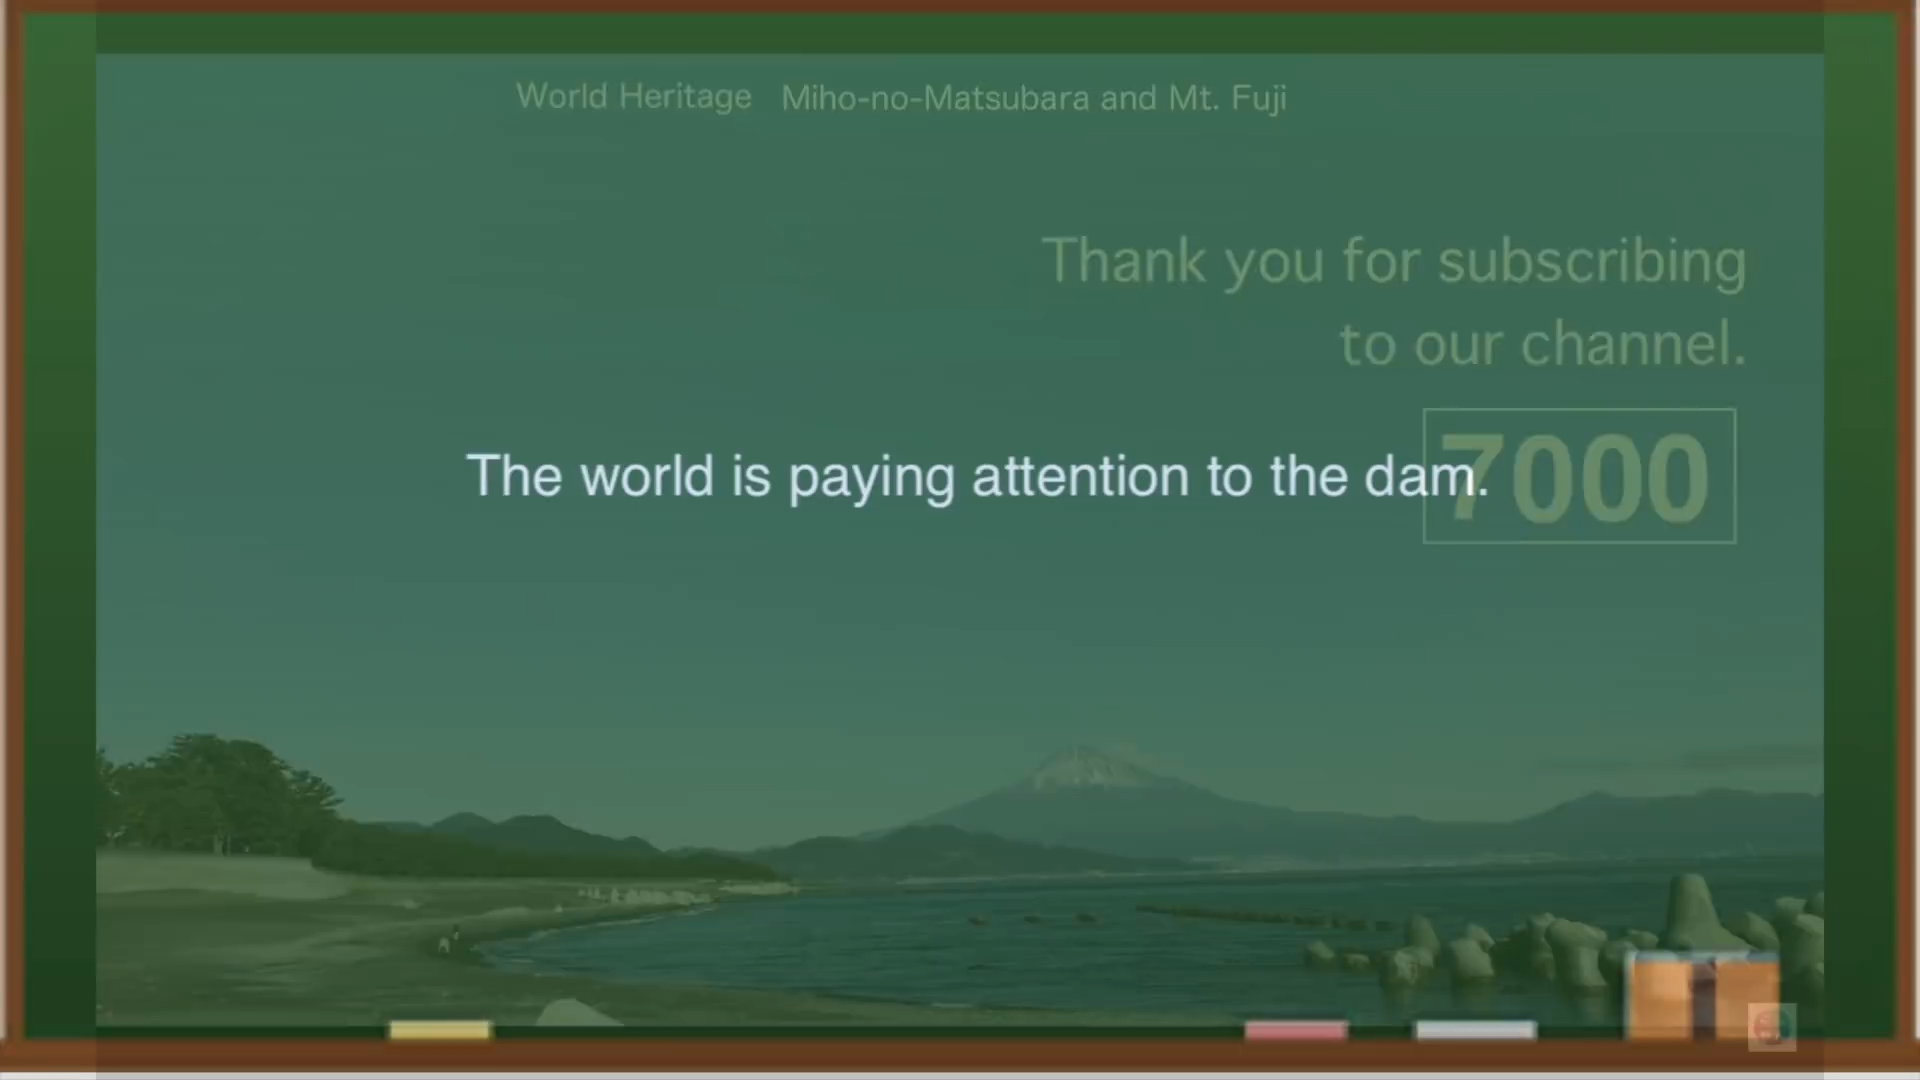 World Heritage Miho-no-Matsubara and Mt. Fuji
Thank you for subscribing
to our channel.
7000
The world is paying attention to the dam.